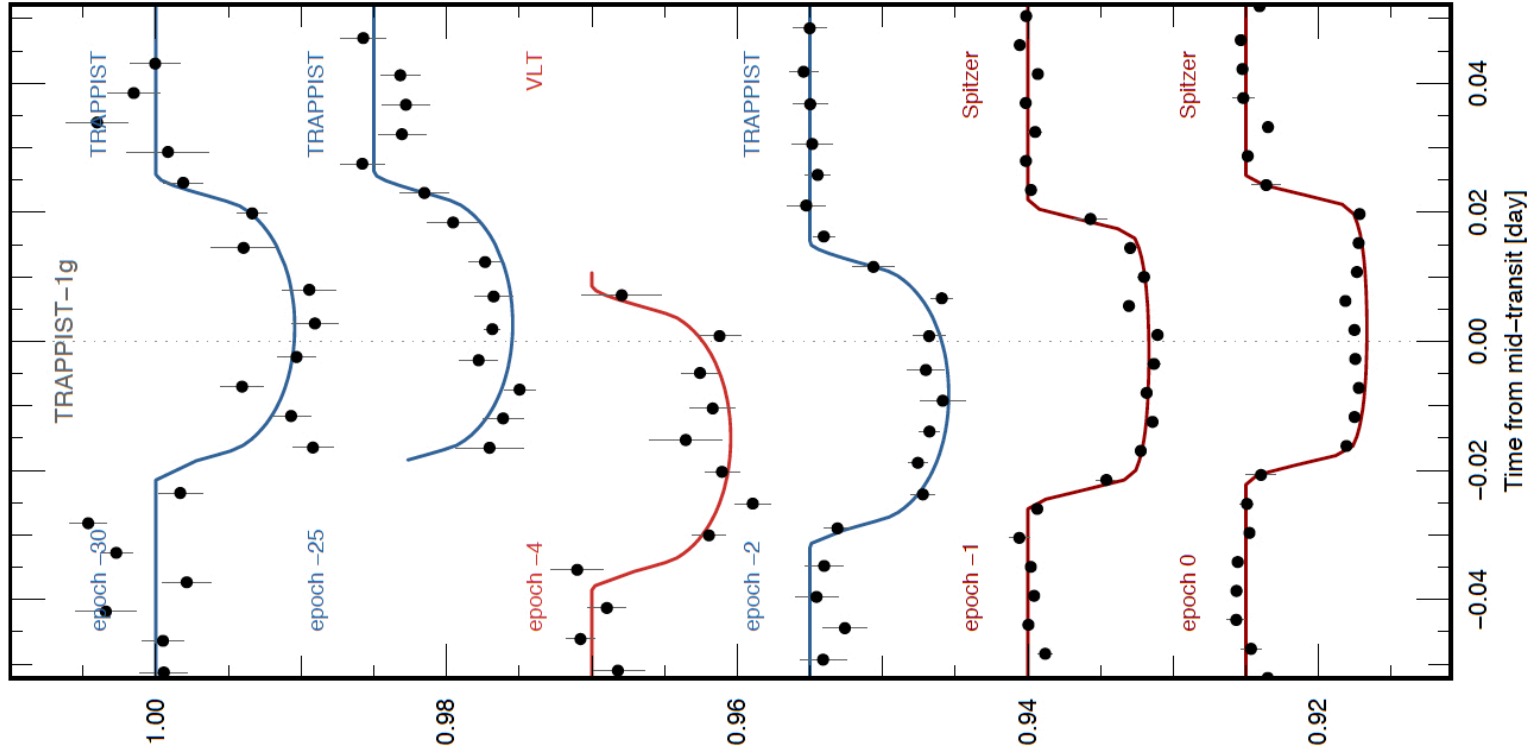 TRAPPIST−1g
epoch −30
TRAPPIST
epoch −25
TRAPPIST
epoch −4
VLT
epoch −2
TRAPPIST
epoch −1
Spitzer
epoch 0
Spitzer
1.00
0.98
0.96
0.94
0.92
−0.04
−0.02
0.00
0.02
0.04
Time from mid−transit [day]